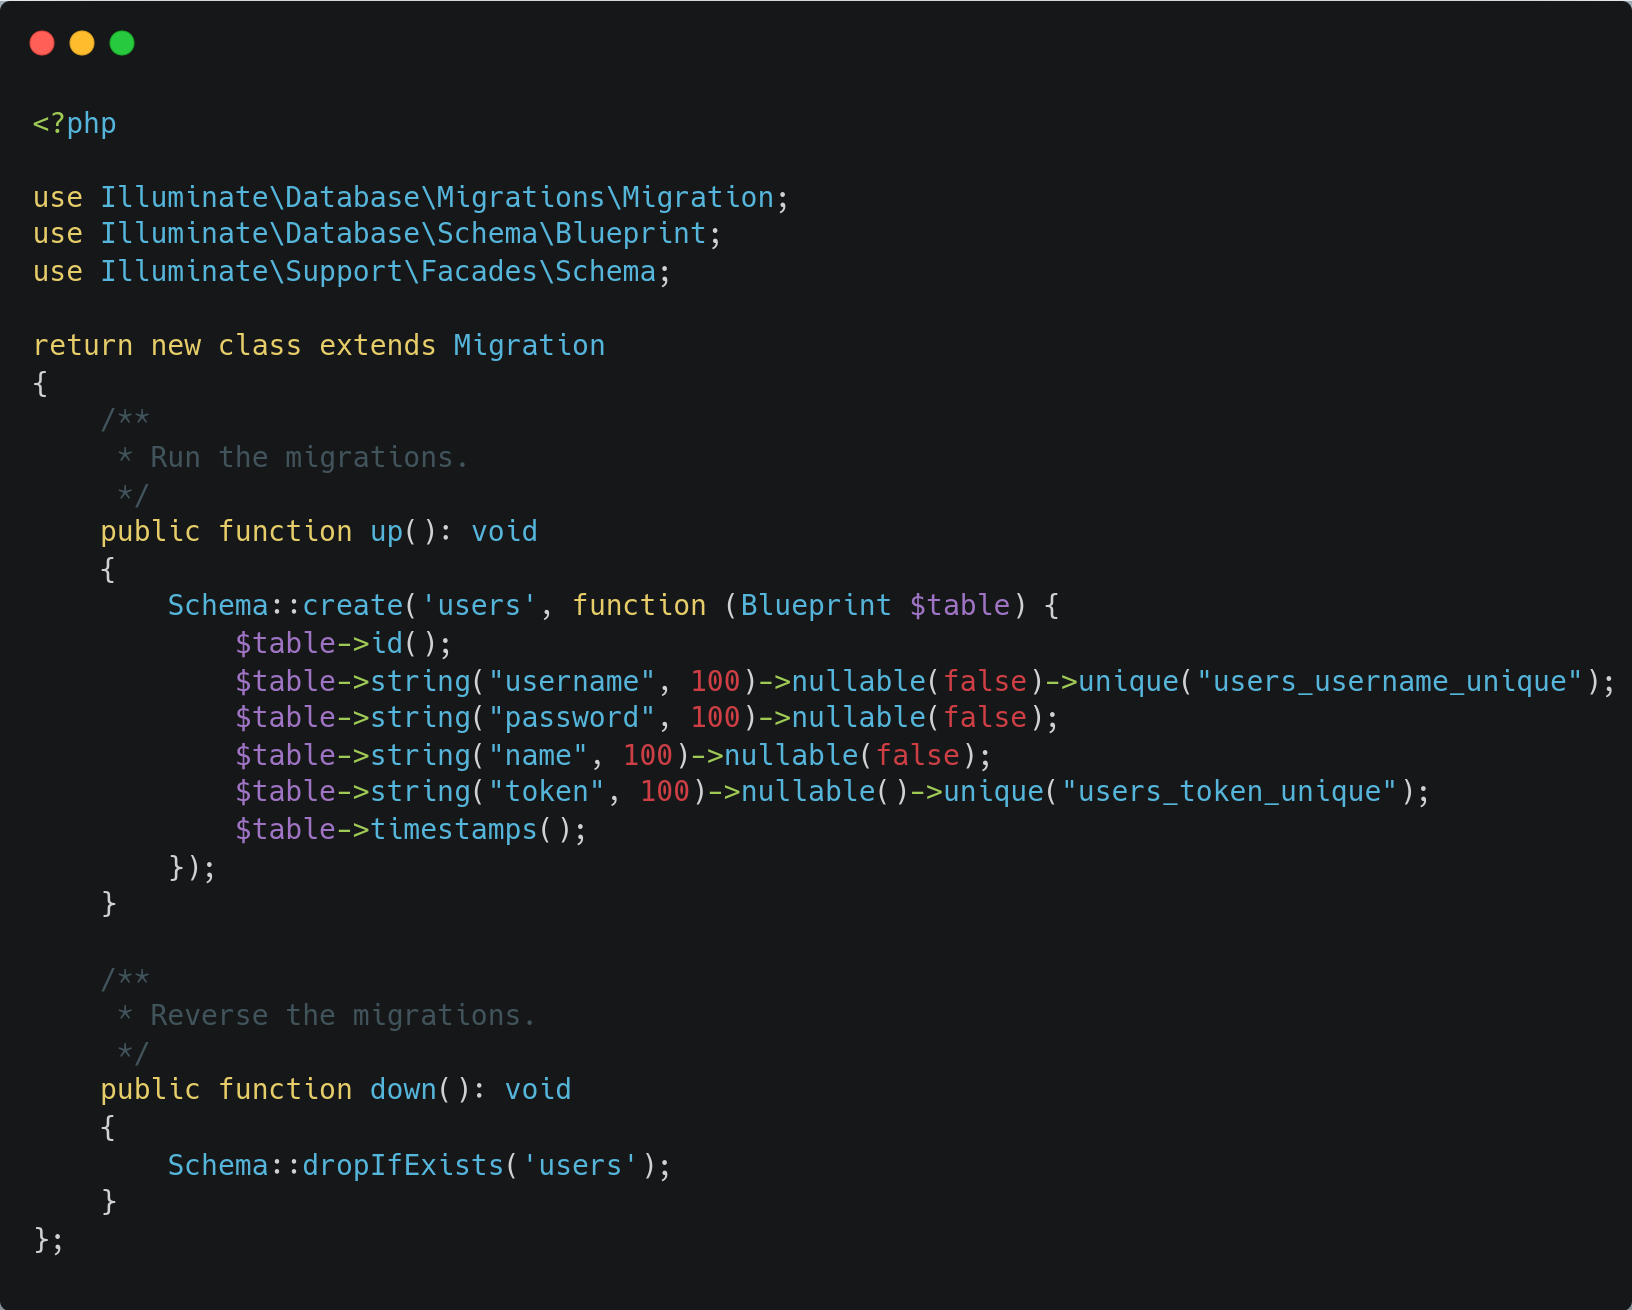 <?php

use Illuminate\Database\Migrations\Migration;
use Illuminate\Database\Schema\Blueprint;
use Illuminate\Support\Facades\Schema;

return new class extends Migration
{
    /**
     * Run the migrations.
     */
    public function up(): void
    {
        Schema::create('users', function (Blueprint $table) {
            $table->id();
            $table->string("username", 100)->nullable(false)->unique("users_username_unique");
            $table->string("password", 100)->nullable(false);
            $table->string("name", 100)->nullable(false);
            $table->string("token", 100)->nullable()->unique("users_token_unique");
            $table->timestamps();
        });
    }

    /**
     * Reverse the migrations.
     */
    public function down(): void
    {
        Schema::dropIfExists('users');
    }
};